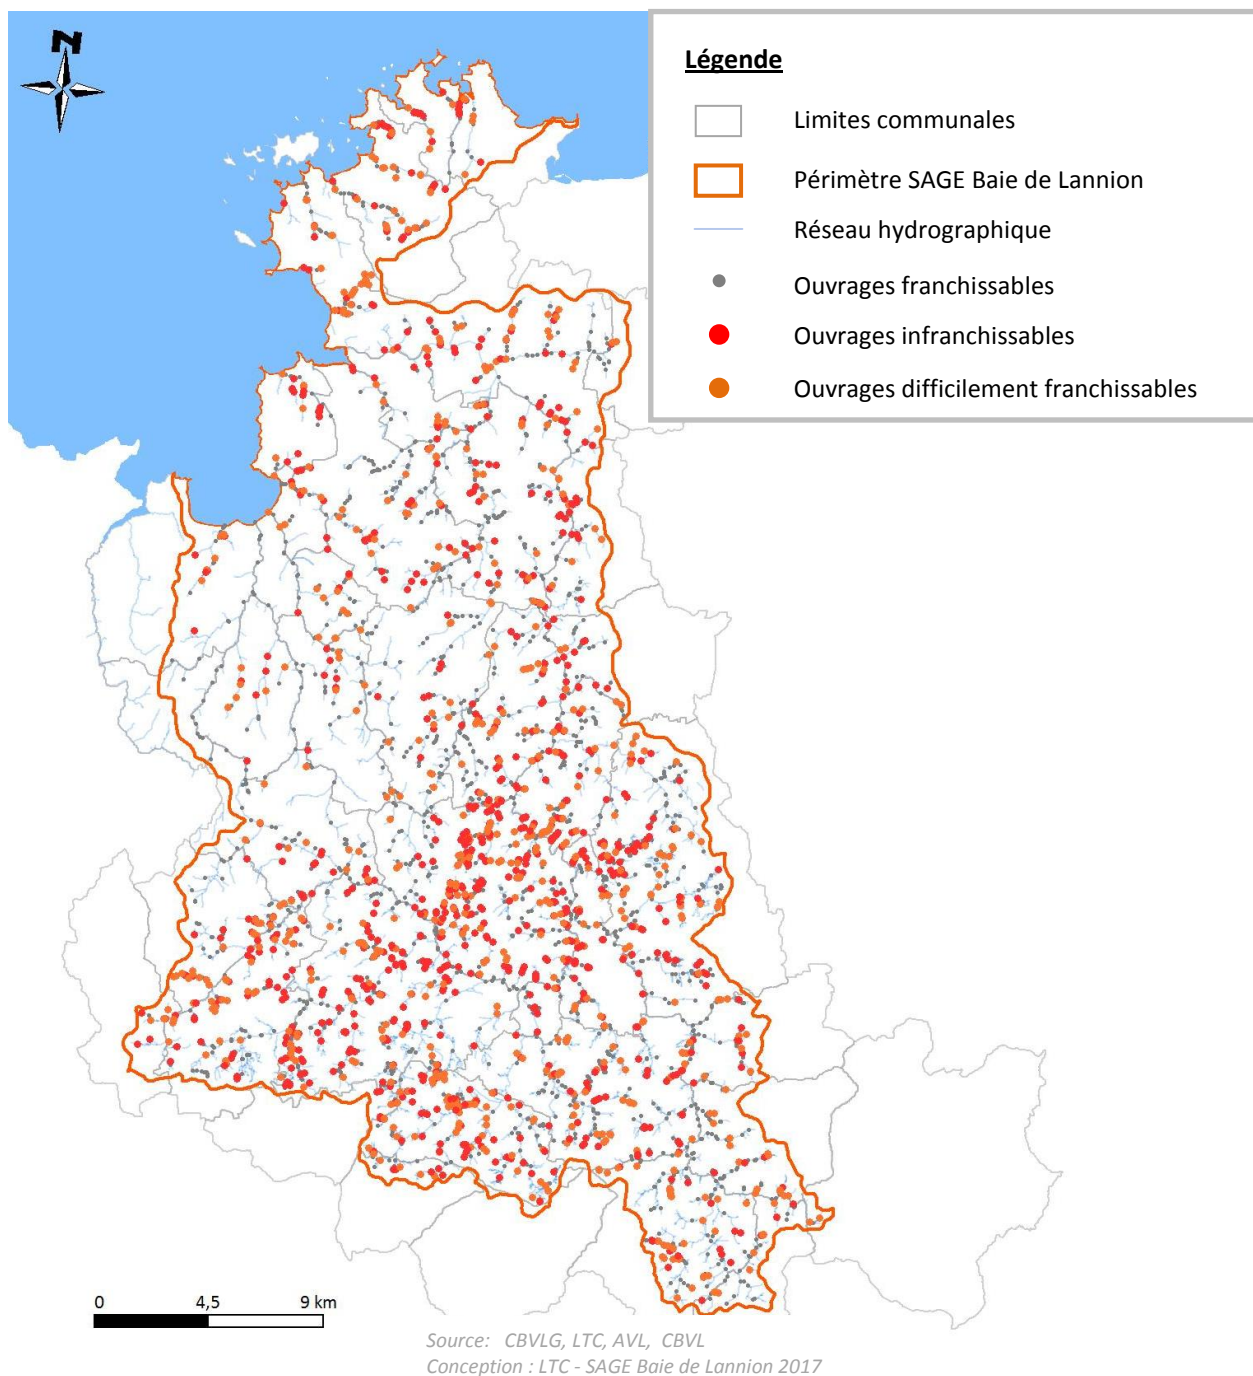 N
Légende
Limites communales
Périmètre SAGE Baie de Lannion
Réseau hydrographique
Ouvrages franchissables
Ouvrages infranchissables
Ouvrages difficilement franchissables
0 4,5 9 km
Source: CBVLG, LTC, AVL, CBVL
Conception : LTC - SAGE Baie de Lannion 2017